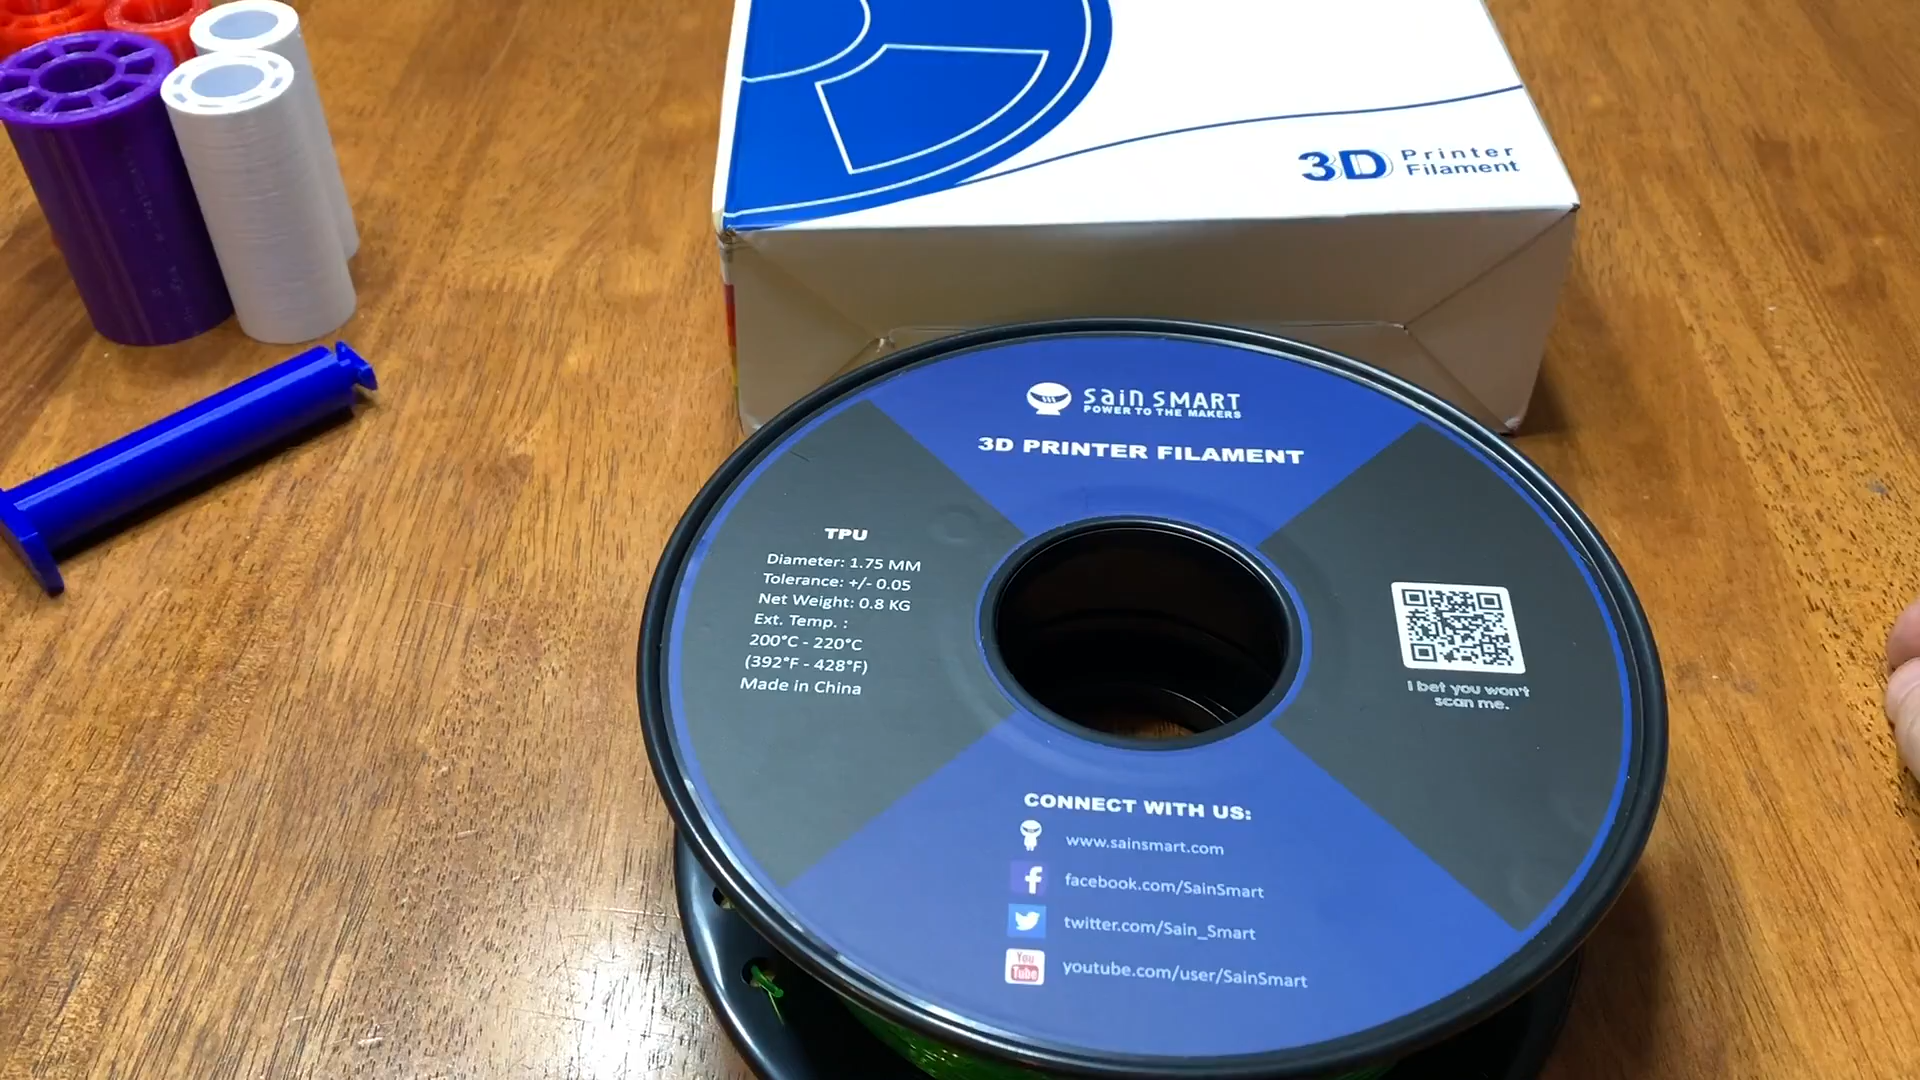 3D Printer
Filament
Sain SMART
POWER TO THE MAKERS
3D PRINTER FILAMENT
TPU
Diameter: 1.75 MM
Tolerance: +/- 0.05
Net Weight: 0.8 KG
Ext. Temp. :
200°C - 220°C
(392°F - 428°F)
Made in China
I bet you won't
scan me.
CONNECT WITH US:
www.sainsmart.com
facebook.com/SainSmart
twitter.com/Sain_Smart
You
Tube
youtube.com/user/SainSmart